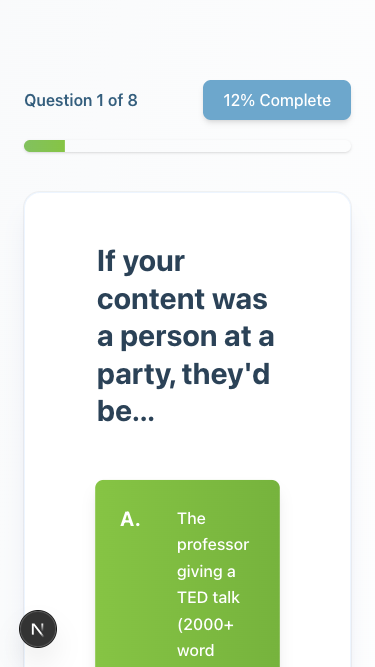 Question 1 of 8
12% Complete
If your
content was
a person at a
party, they'd
be...
A.
The
professor
giving a
TED talk
(2000+
word
N